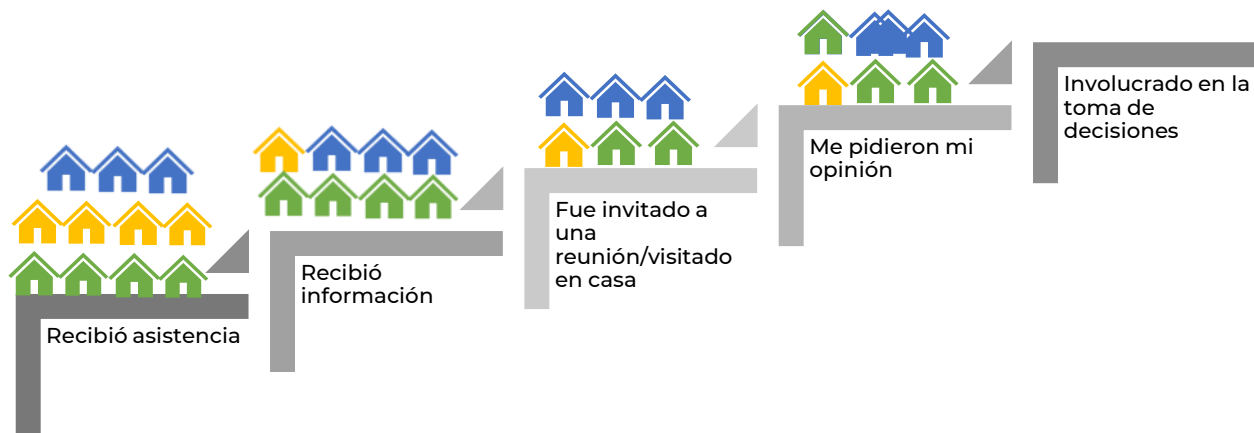 Recibió asistencia
Recibió
información
Fue invitado a
una
reunión/visitado
en casa
Me pidieron mi
opinión
Involucrado en la
toma de
decisiones